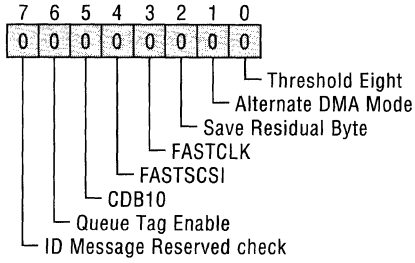 7 6 5 4 3 2 1 0
0 0 0 0 0 0 0 0
Threshold Eight
Alternate DMA Mode
Save Residual Byte
FASTCLK
FASTSCSI
CDB10
Queue Tag Enable
ID Message Reserved check